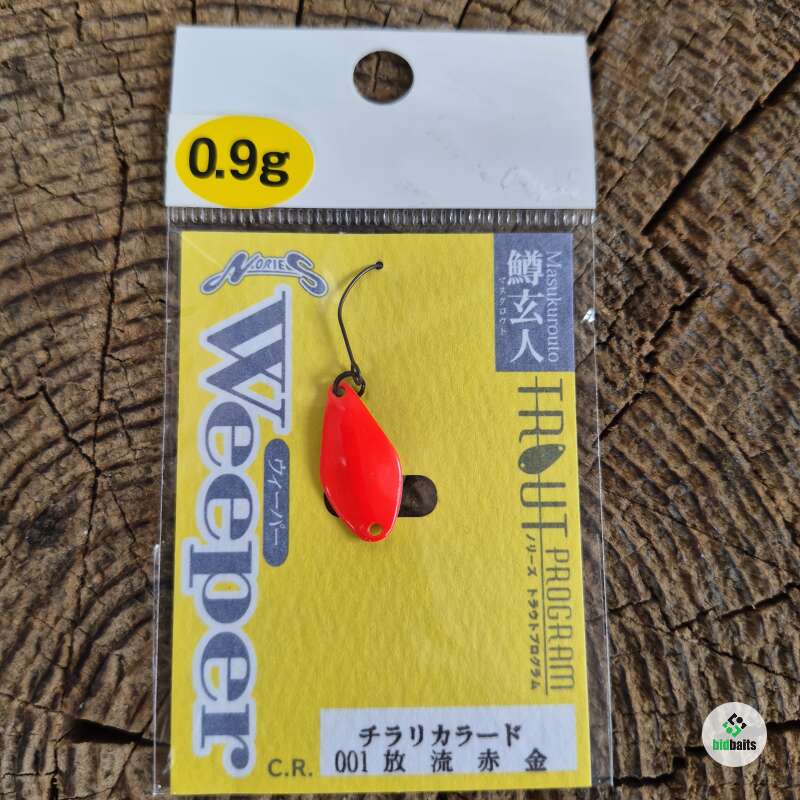 0.9g
NORIES
Weeper
ウィーパー
Masukurouto
鱒玄人
マスクロウト
TROUT PROGRAM
ノリーズ トラウトプログラム
C.R.
チラリカラード
001 放流赤金
bidbaits